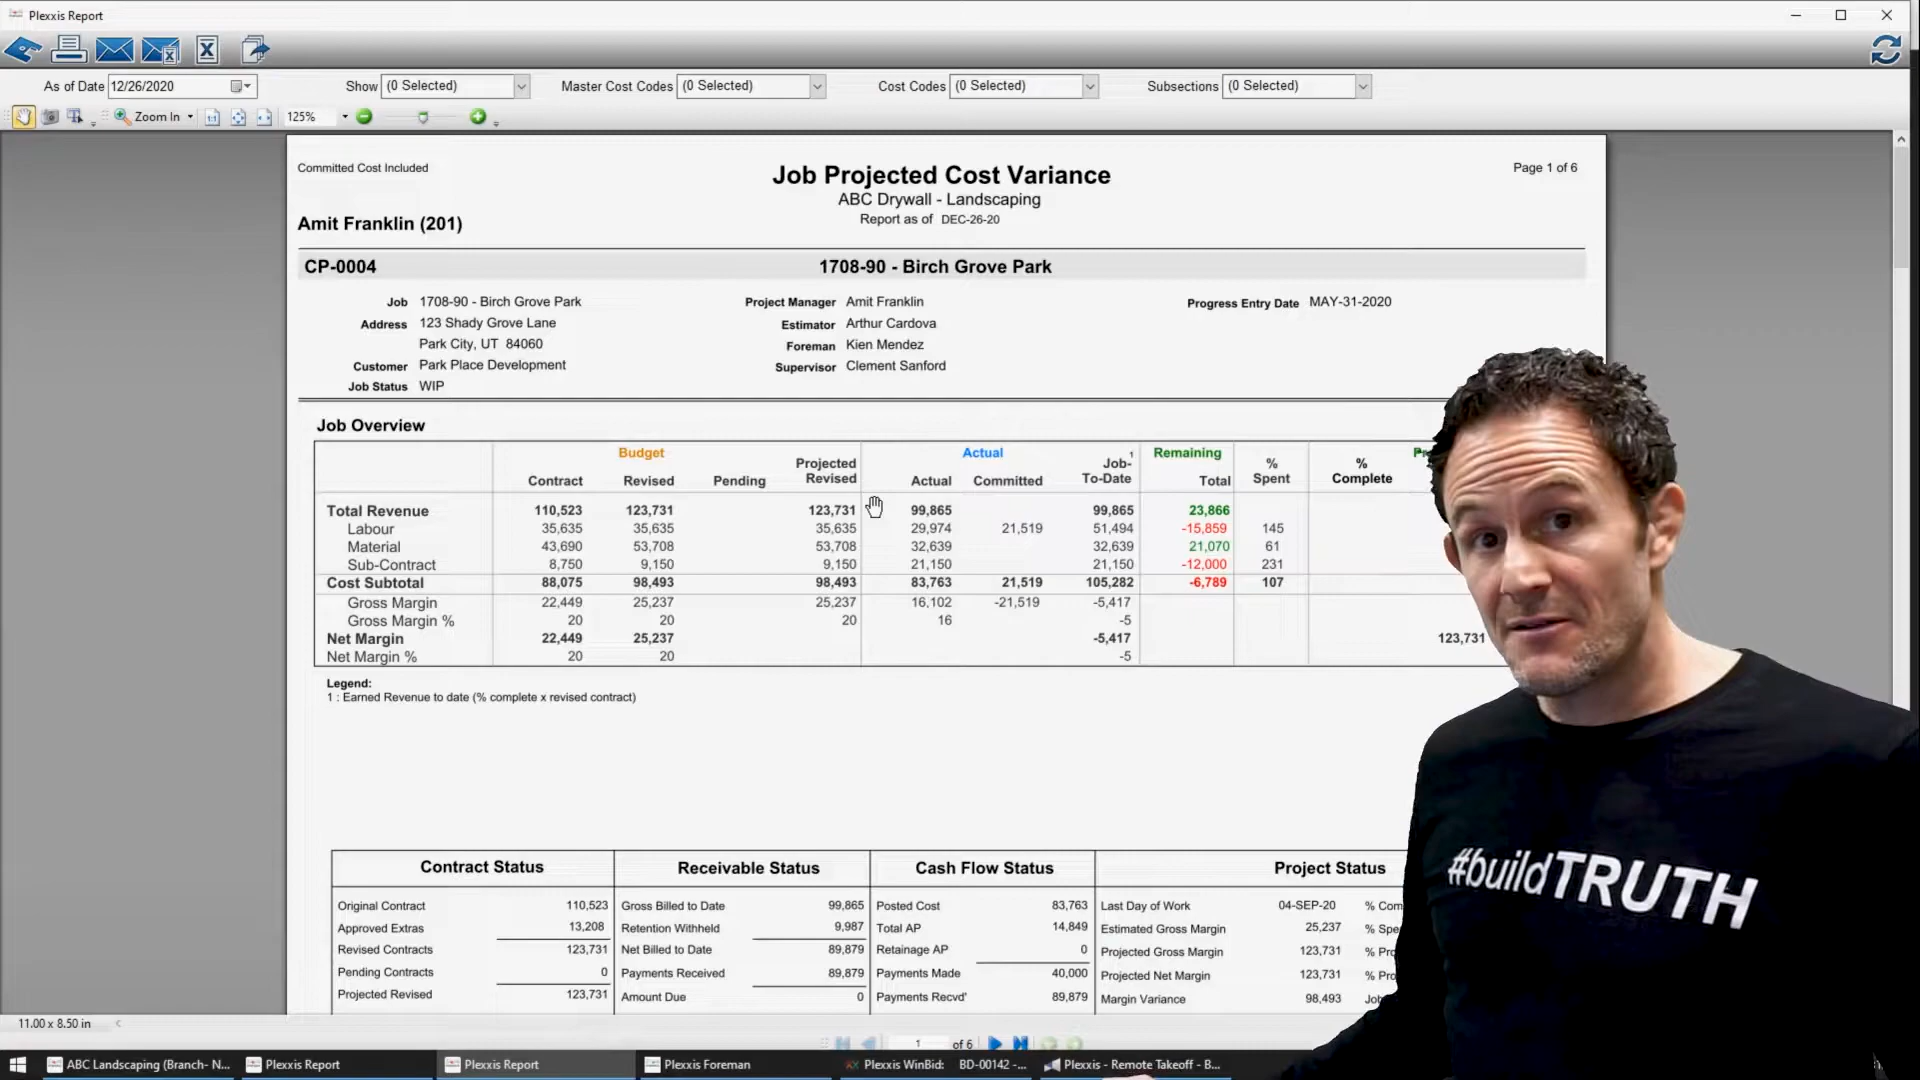 Plexxis Report
As of Date 12/26/2020 Show (0 Selected) Master Cost Codes (0 Selected) Cost Codes (0 Selected) Subsections (0 Selected)
Zoom In 125%
Committed Cost Included
Job Projected Cost Variance
Page 1 of 6
ABC Drywall - Landscaping
Report as of DEC-26-20
Amit Franklin (201)
CP-0004 1708-90 - Birch Grove Park
Job 1708-90 - Birch Grove Park Project Manager Amit Franklin Progress Entry Date MAY-31-2020
Address 123 Shady Grove Lane Estimator Arthur Cardova
Park City, UT 84060 Foreman Kien Mendez
Customer Park Place Development Supervisor Clement Sanford
Job Status WIP
Job Overview
Budget Actual Remaining
Contract Revised Pending Projected Revised Actual Committed Job-To-Date 1 Total % Spent % Complete
Total Revenue 110,523 123,731 123,731 99,865 99,865 23,866
Labour 35,635 35,635 35,635 29,974 21,519 51,494 -15,859 145
Material 43,690 53,708 53,708 32,639 32,639 21,070 61
Sub-Contract 8,750 9,150 9,150 21,150 21,150 -12,000 231
Cost Subtotal 88,075 98,493 98,493 83,763 21,519 105,282 -6,789 107
Gross Margin 22,449 25,237 25,237 16,102 -21,519 -5,417
Gross Margin % 20 20 20 16 -5
Net Margin 22,449 25,237 -5,417 123,731
Net Margin % 20 20 -5
Legend:
1 : Earned Revenue to date (% complete x revised contract)
Contract Status Receivable Status Cash Flow Status Project Status
Original Contract 110,523 Gross Billed to Date 99,865 Posted Cost 83,763 Last Day of Work 04-SEP-20 % Com
Approved Extras 13,208 Retention Withheld 9,987 Total AP 14,849 Estimated Gross Margin 25,237 % Spe
Revised Contracts 123,731 Net Billed to Date 89,879 Retainage AP 0 Projected Gross Margin 123,731 % Pro
Pending Contracts 0 Payments Received 89,879 Payments Made 40,000 Projected Net Margin 123,731 % Pro
Projected Revised 123,731 Amount Due 0 Payments Recvd' 89,879 Margin Variance 98,493 Job
#buildTRUTH
11.00 x 8.50 in
1 of 6
ABC Landscaping (Branch- N... Plexxis Report Plexxis Report Plexxis Foreman Plexxis WinBid: BD-00142 -... Plexxis - Remote Takeoff - B...